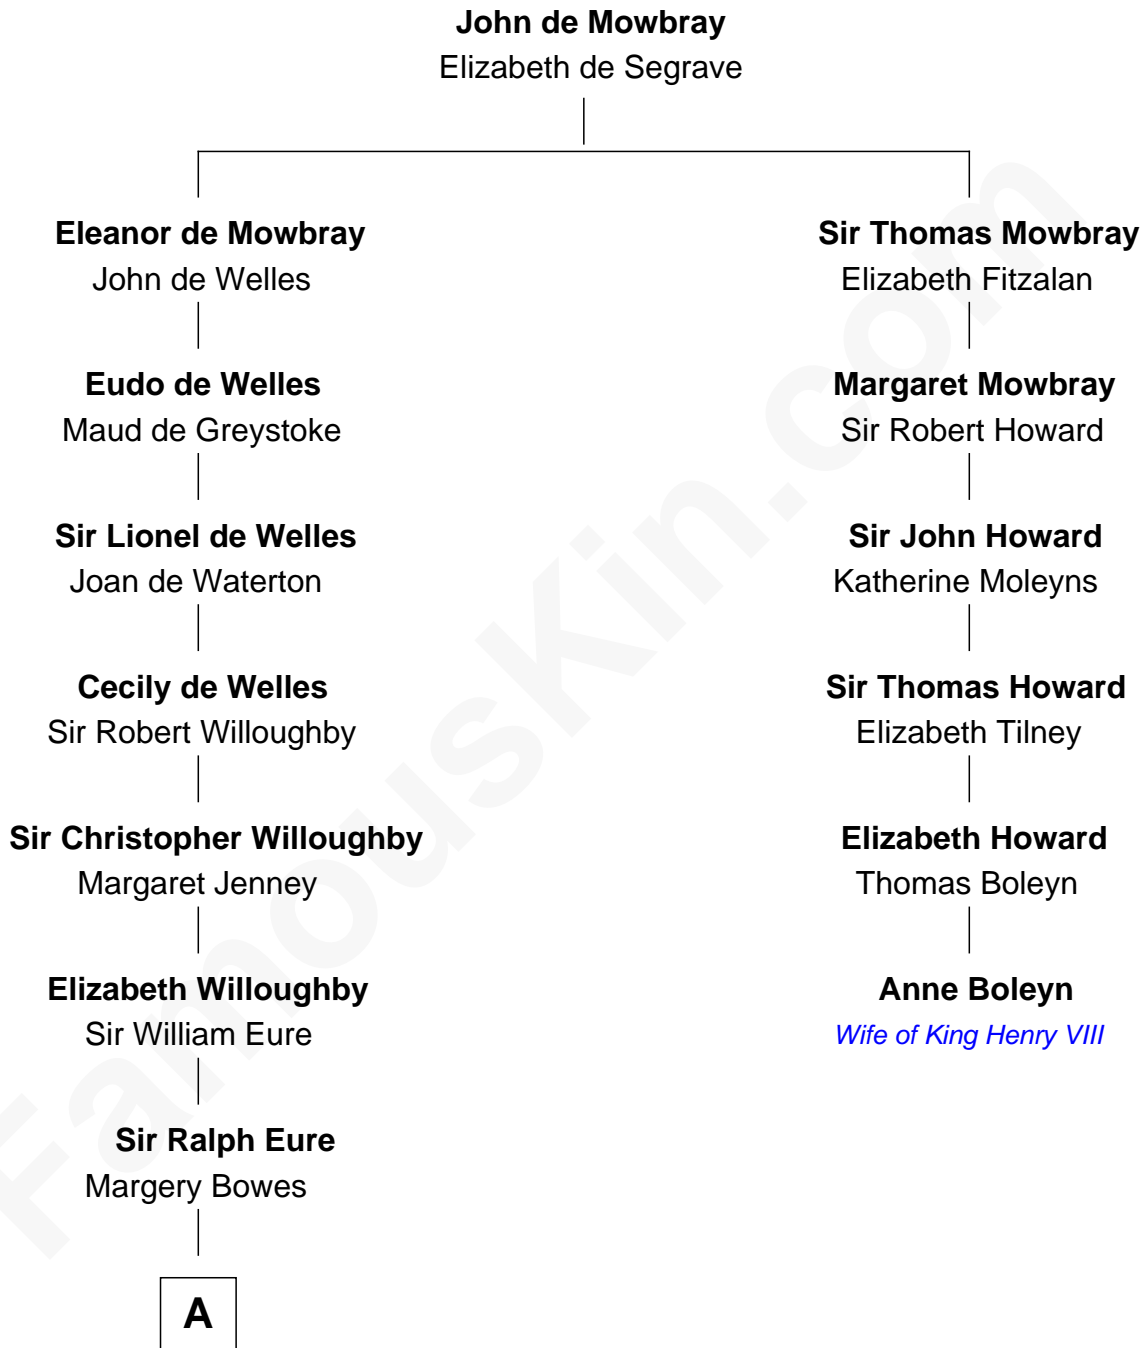 John de Mowbray
Elizabeth de Segrave
Eleanor de Mowbray
John de Welles
Eudo de Welles
Maud de Greystoke
Sir Lionel de Welles
Joan de Waterton
Cecily de Welles
Sir Robert Willoughby
Sir Christopher Willoughby
Margaret Jenney
Elizabeth Willoughby
Sir William Eure
Sir Ralph Eure
Margery Bowes
A
Sir Thomas Mowbray
Elizabeth Fitzalan
Margaret Mowbray
Sir Robert Howard
Sir John Howard
Katherine Moleyns
Sir Thomas Howard
Elizabeth Tilney
Elizabeth Howard
Thomas Boleyn
Anne Boleyn
Wife of King Henry VIII
FamousKin.com